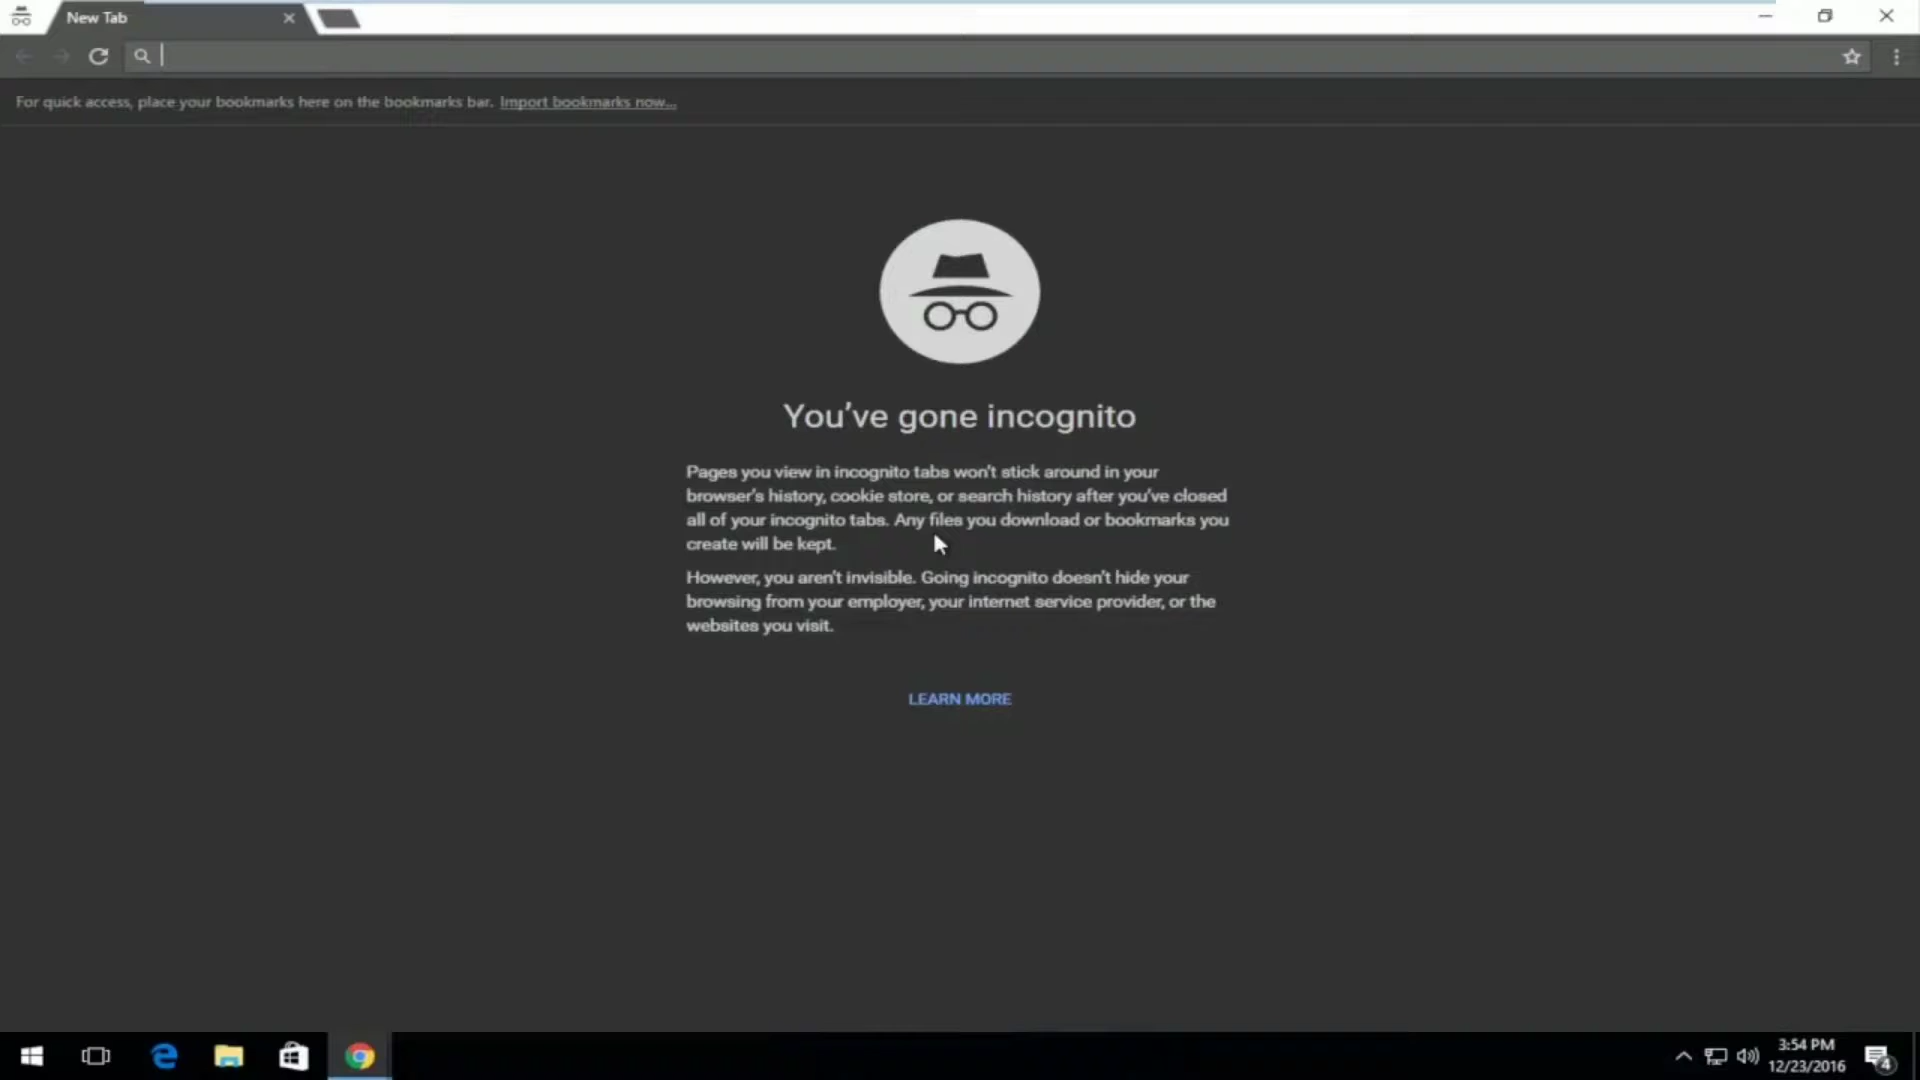 New Tab
For quick access, place your bookmarks here on the bookmarks bar. Import bookmarks now...
You've gone incognito
Pages you view in incognito tabs won't stick around in your
browser's history, cookie store, or search history after you've closed
all of your incognito tabs. Any files you download or bookmarks you
create will be kept.
However, you aren't invisible. Going incognito doesn't hide your
browsing from your employer, your internet service provider, or the
websites you visit.
LEARN MORE
3:54 PM
12/23/2016
4